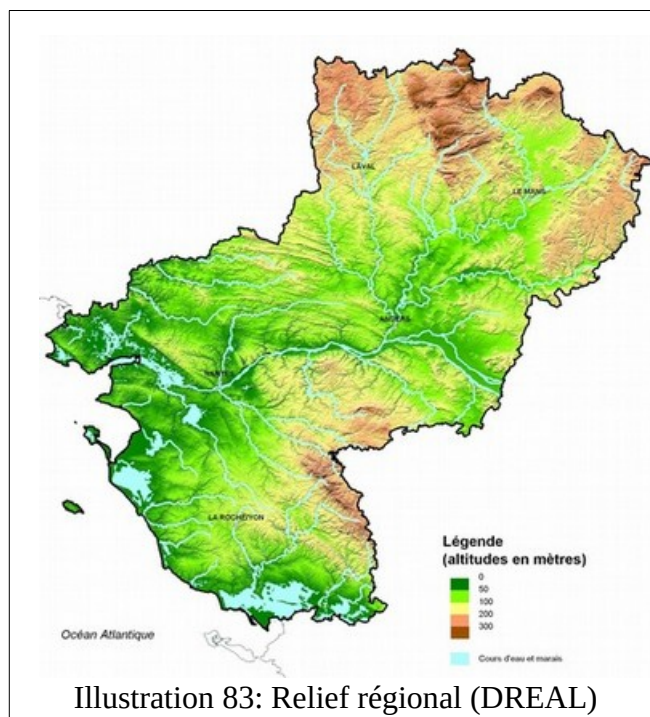 LAVAL
LE MANS
ANGERS
NANTES
LA ROCHE/YON
Légende
(altitudes en mètres)
0
50
100
200
300
Océan Atlantique
Cours d'eau et marais
Illustration 83: Relief régional (DREAL)